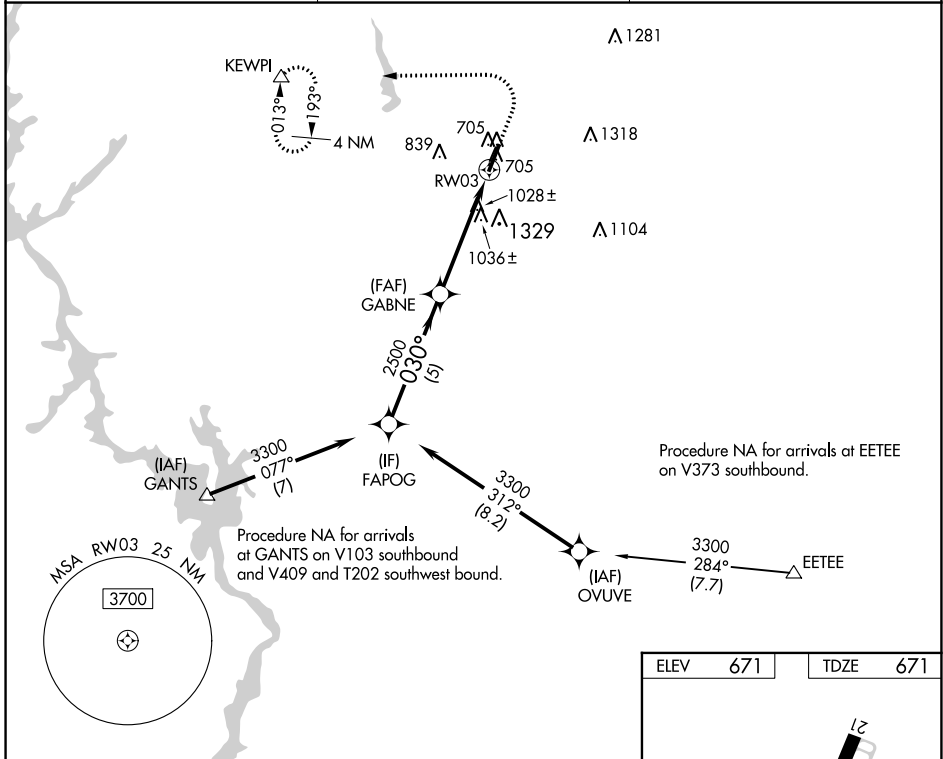 1281
KEWPI
013°
193°
4 NM
839
705
705
1318
RW03
1028±
1329
1036±
1104
(FAF)
GABNE
2500
030°
(5)
(IAF)
GANTS
3300
077°
(7)
(IF)
FAPOG
3300
312°
(8.2)
Procedure NA for arrivals at EETEE
on V373 southbound.
Procedure NA for arrivals
at GANTS on V103 southbound
and V409 and T202 southwest bound.
(IAF)
OVUVE
3300
284°
(7.7)
EETEE
MSA RW03 25 NM
3700
ELEV 671
TDZE 671
21